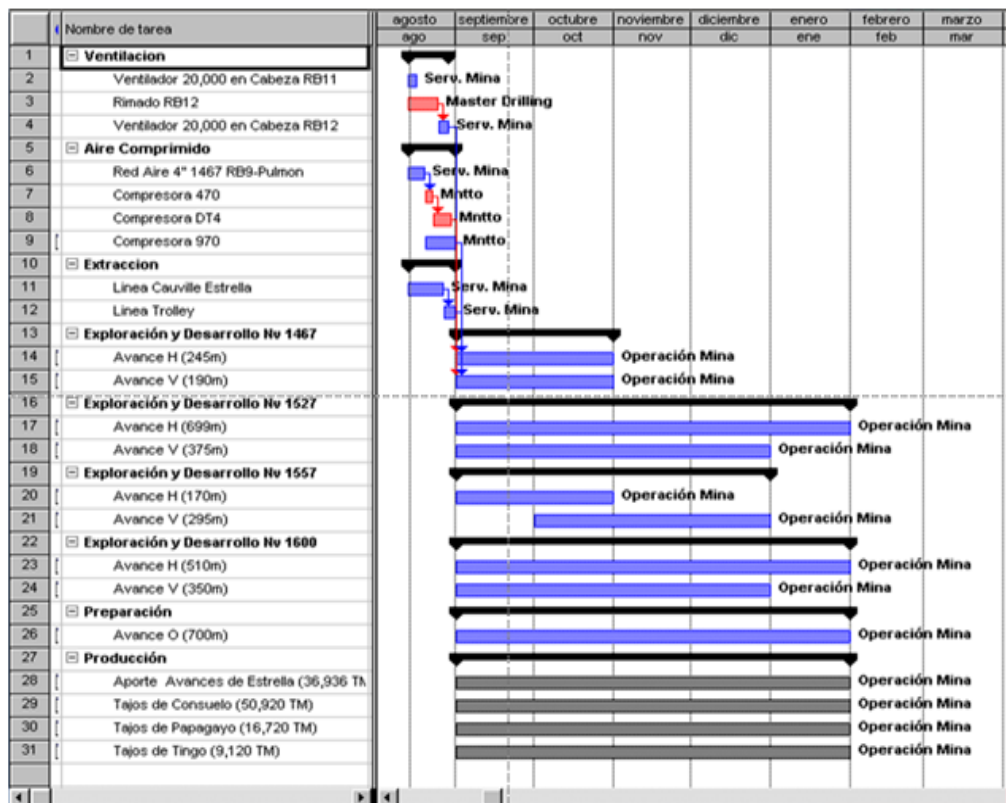 Nombre de tarea
agosto septiembre octubre noviembre diciembre enero febrero marzo
ago sep oct nov dic ene feb mar
1 Ventilacion
2 Ventilador 20,000 en Cabeza RB11 Serv. Mina
3 Rimado RB12 Master Drilling
4 Ventilador 20,000 en Cabeza RB12 Serv. Mina
5 Aire Comprimido
6 Red Aire 4" 1467 RB9-Pulmon Serv. Mina
7 Compresora 470 Mntto
8 Compresora DT4 Mntto
9 Compresora 970 Mntto
10 Extraccion
11 Linea Cauville Estrella Serv. Mina
12 Linea Trolley Serv. Mina
13 Exploración y Desarrollo Nv 1467
14 Avance H (245m) Operación Mina
15 Avance V (190m) Operación Mina
16 Exploración y Desarrollo Nv 1527
17 Avance H (699m) Operación Mina
18 Avance V (375m) Operación Mina
19 Exploración y Desarrollo Nv 1557
20 Avance H (170m) Operación Mina
21 Avance V (295m) Operación Mina
22 Exploración y Desarrollo Nv 1600
23 Avance H (510m) Operación Mina
24 Avance V (350m) Operación Mina
25 Preparación
26 Avance O (700m) Operación Mina
27 Producción
28 Aporte Avances de Estrella (36,936 TM Operación Mina
29 Tajos de Consuelo (50,920 TM) Operación Mina
30 Tajos de Papagayo (16,720 TM) Operación Mina
31 Tajos de Tingo (9,120 TM) Operación Mina